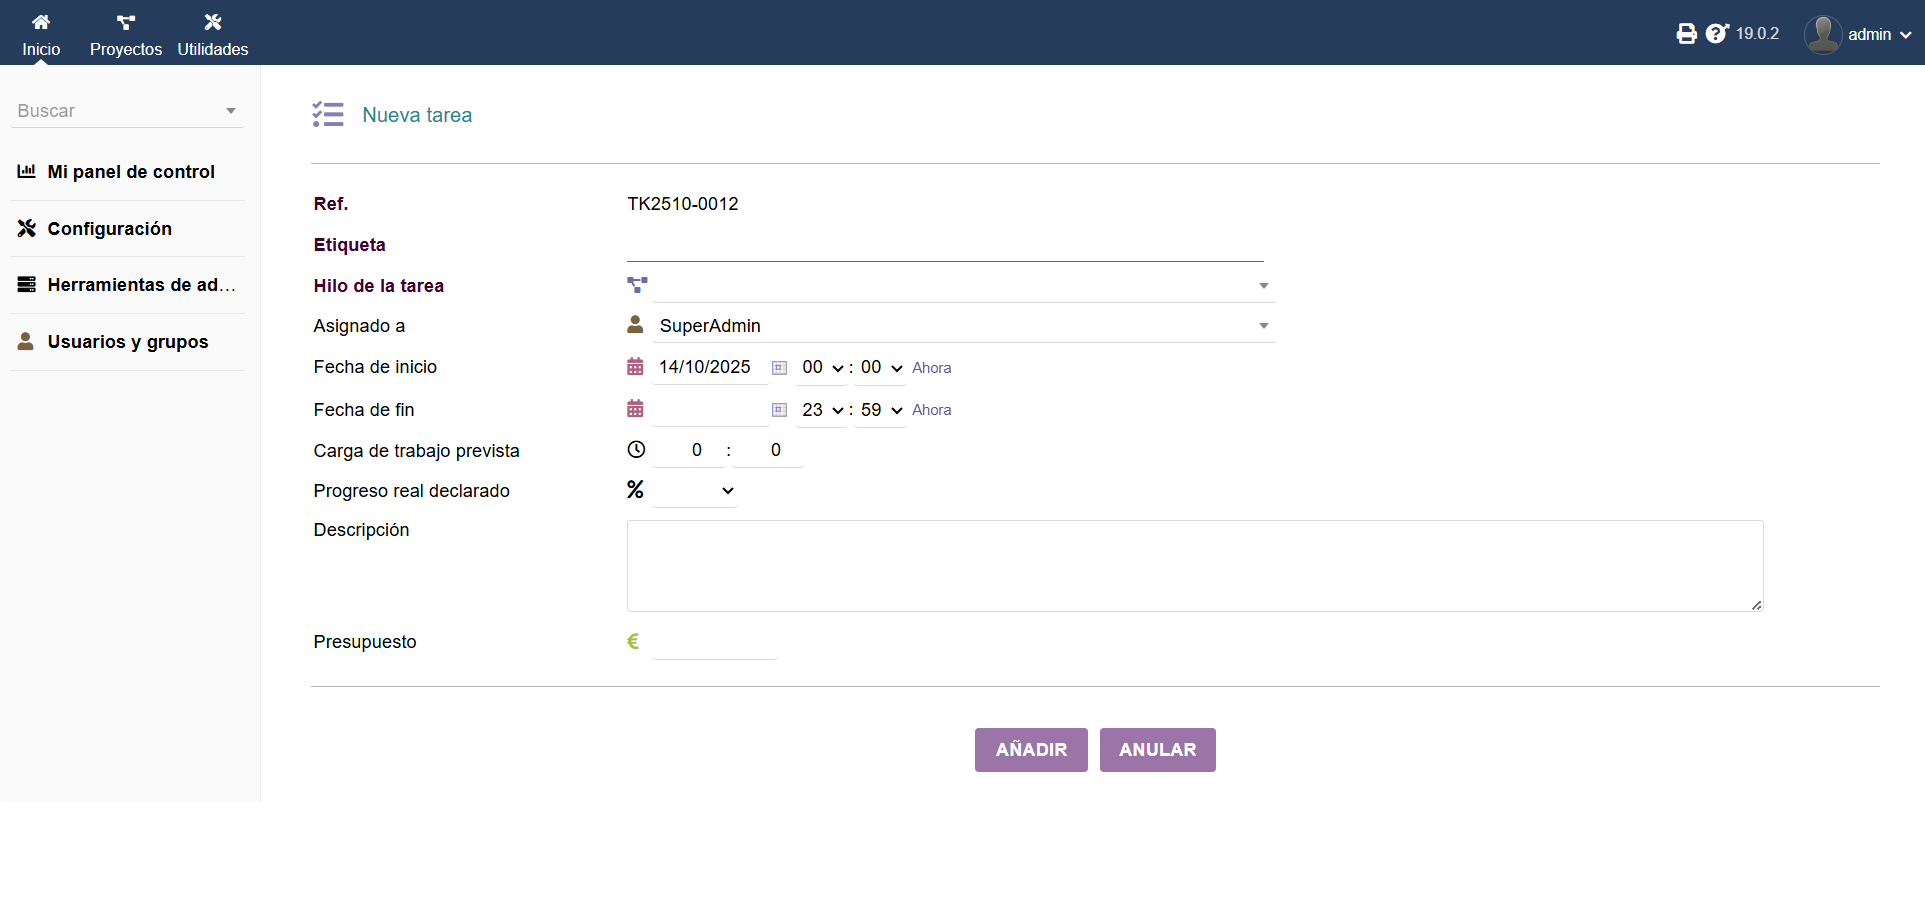 Inicio
Proyectos
Utilidades
19.0.2
admin
Buscar
Mi panel de control
Configuración
Herramientas de ad...
Usuarios y grupos
Nueva tarea
Ref. TK2510-0012
Etiqueta
Hilo de la tarea
Asignado a SuperAdmin
Fecha de inicio 14/10/2025 00 : 00 Ahora
Fecha de fin 23 : 59 Ahora
Carga de trabajo prevista 0 : 0
Progreso real declarado %
Descripción
Presupuesto €
AÑADIR ANULAR